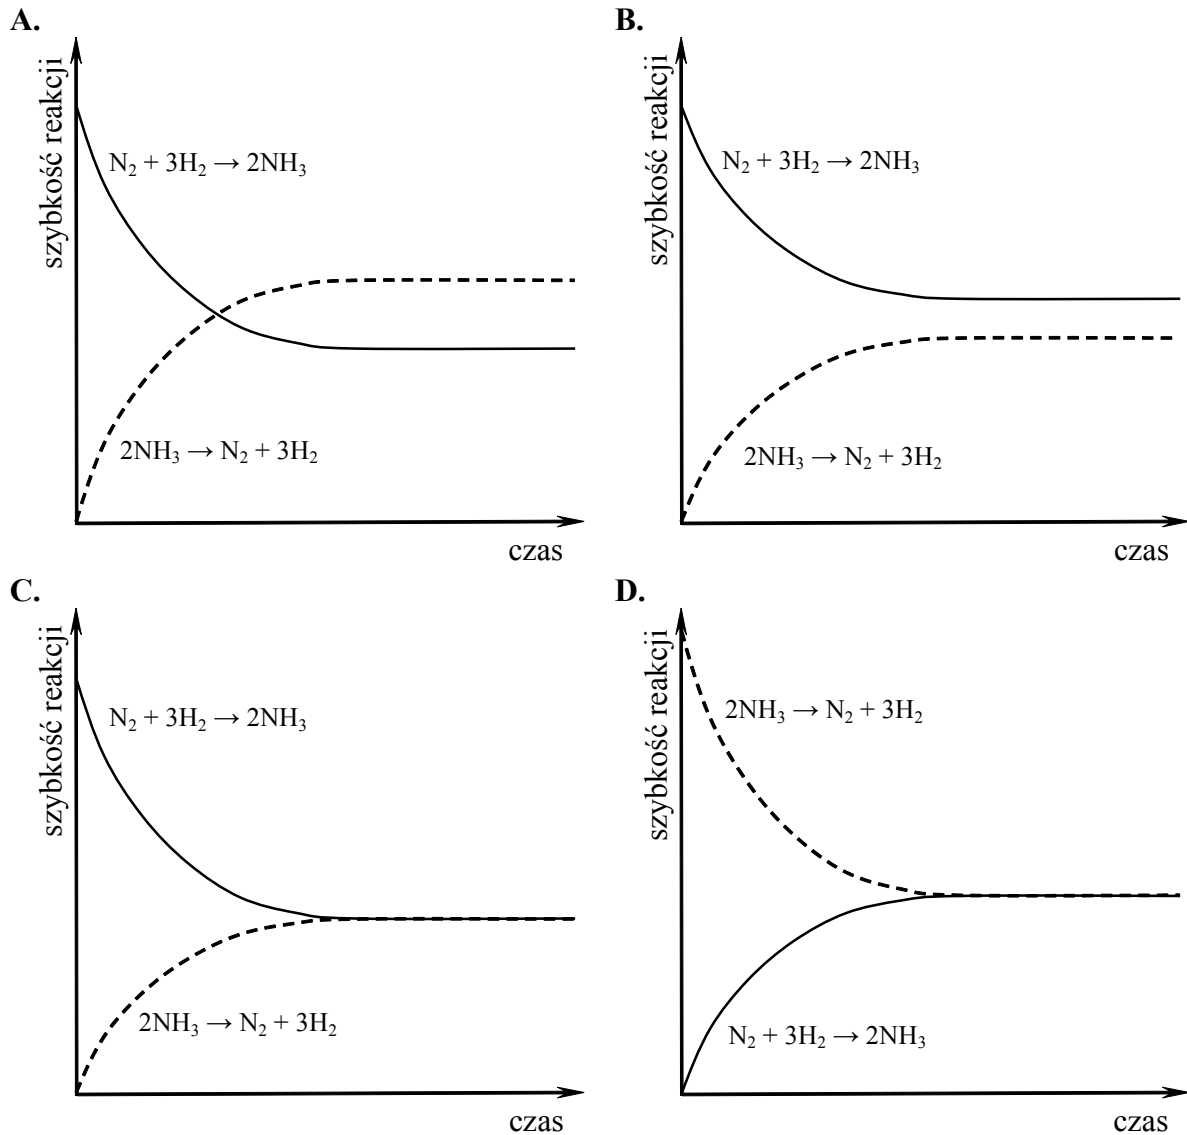 A.
szybkość reakcji
N₂ + 3H₂ → 2NH₃
2NH₃ → N₂ + 3H₂
czas
B.
szybkość reakcji
N₂ + 3H₂ → 2NH₃
2NH₃ → N₂ + 3H₂
czas
C.
szybkość reakcji
N₂ + 3H₂ → 2NH₃
2NH₃ → N₂ + 3H₂
czas
D.
szybkość reakcji
2NH₃ → N₂ + 3H₂
N₂ + 3H₂ → 2NH₃
czas